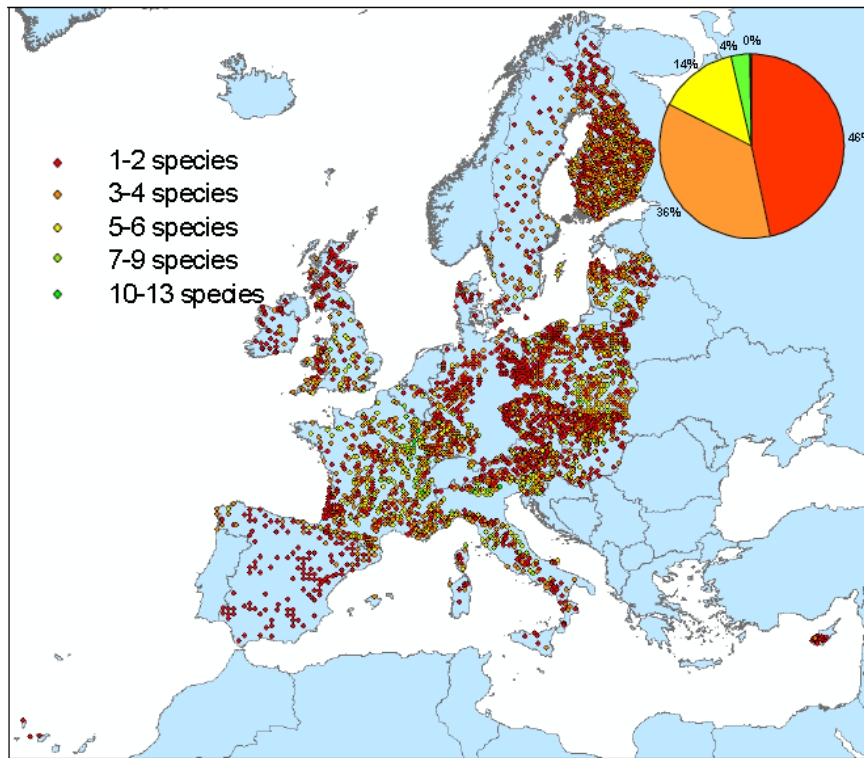 0%
4%
14%
46%
36%
1-2 species
3-4 species
5-6 species
7-9 species
10-13 species